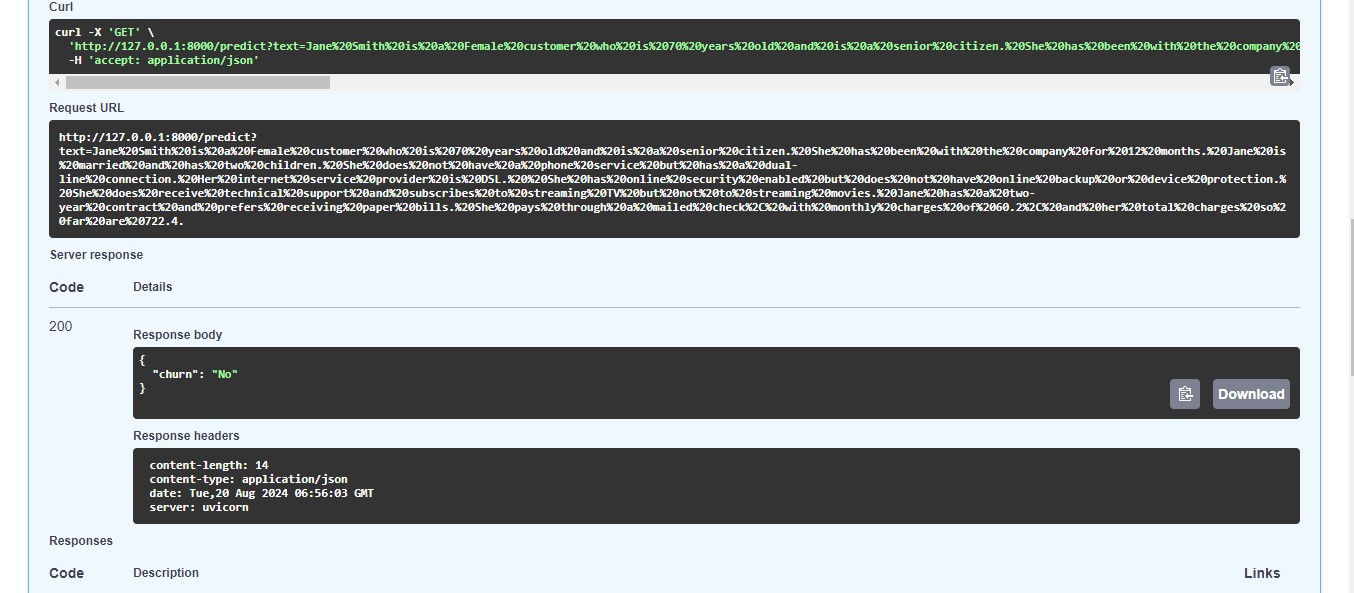 Curl
curl -X 'GET' \
'http://127.0.0.1:8000/predict?text=Jane%20Smith%20is%20a%20Female%20customer%20who%20is%2070%20years%20old%20and%20is%20a%20senior%20citizen.%20She%20has%20been%20with%20the%20company%20
-H 'accept: application/json'
Request URL
http://127.0.0.1:8000/predict?
text=Jane%20Smith%20is%20a%20Female%20customer%20who%20is%2070%20years%20old%20and%20is%20a%20senior%20citizen.%20She%20has%20been%20with%20the%20company%20for%2012%20months.%20Jane%20is
%20married%20and%20has%20two%20children.%20She%20does%20not%20have%20a%20phone%20service%20but%20has%20a%20dual-
line%20connection.%20Her%20internet%20service%20provider%20is%20DSL.%20%20She%20has%20online%20security%20enabled%20but%20does%20not%20have%20online%20backup%20or%20device%20protection.%
20She%20does%20receive%20technical%20support%20and%20subscribes%20to%20streaming%20TV%20but%20not%20to%20streaming%20movies.%20Jane%20has%20a%20two-
year%20contract%20and%20prefers%20receiving%20paper%20bills.%20She%20pays%20through%20a%20mailed%20check%2C%20with%20monthly%20charges%20of%2060.2%2C%20and%20her%20total%20charges%20so%2
0far%20are%20722.4.
Server response
Code Details
200
Response body
{
"churn": "No"
}
Download
Response headers
content-length: 14
content-type: application/json
date: Tue,20 Aug 2024 06:56:03 GMT
server: uvicorn
Responses
Code Description Links